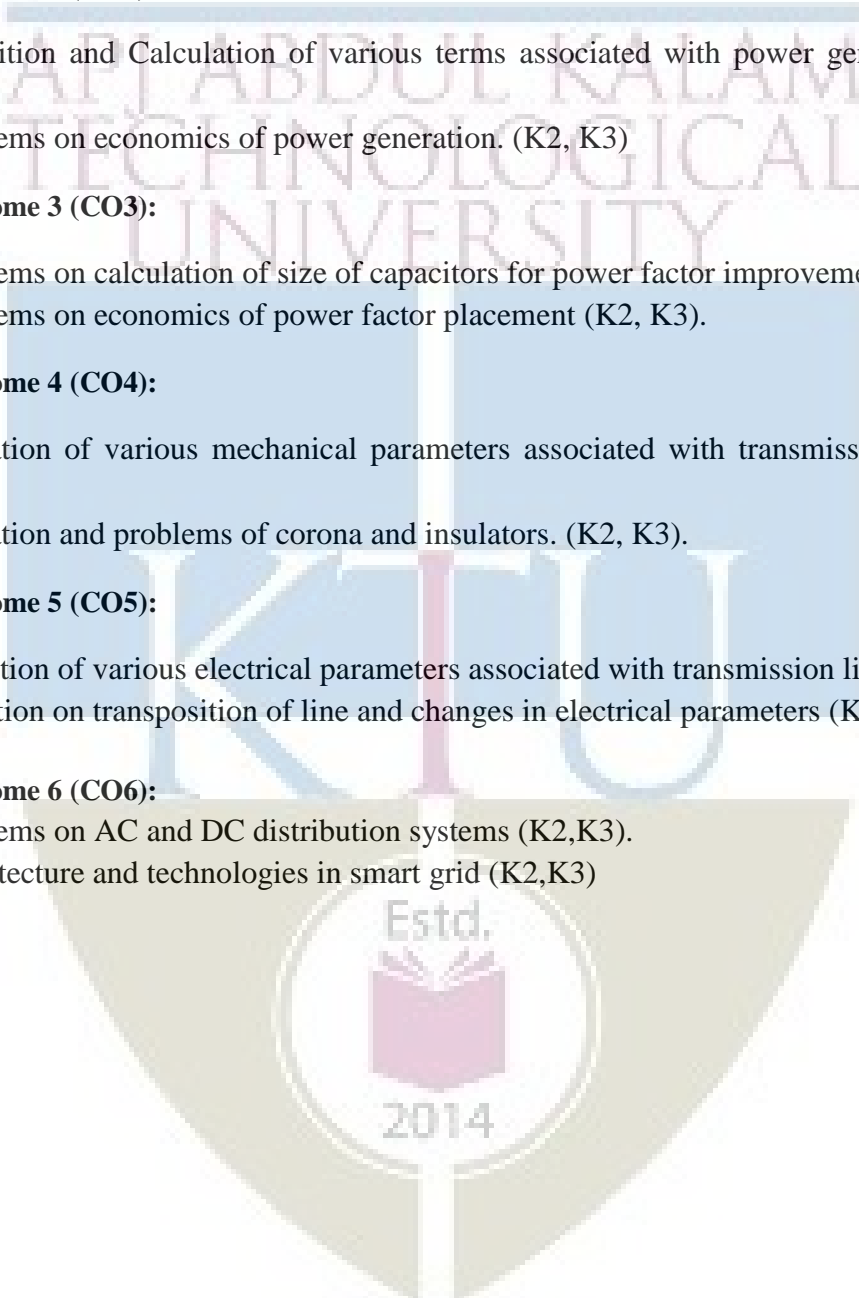 ition and Calculation of various terms associated with power gen
APJ ABDUL KALAM
TECHNOLOGICAL
ems on economics of power generation. (K2, K3)
ome 3 (CO3):
UNIVERSITY
ems on calculation of size of capacitors for power factor improveme
ems on economics of power factor placement (K2, K3).
ome 4 (CO4):
ation of various mechanical parameters associated with transmiss
ation and problems of corona and insulators. (K2, K3).
KTU
ome 5 (CO5):
tion of various electrical parameters associated with transmission li
tion on transposition of line and changes in electrical parameters (K
ome 6 (CO6):
ems on AC and DC distribution systems (K2,K3).
tecture and technologies in smart grid (K2,K3)
Estd.
2014